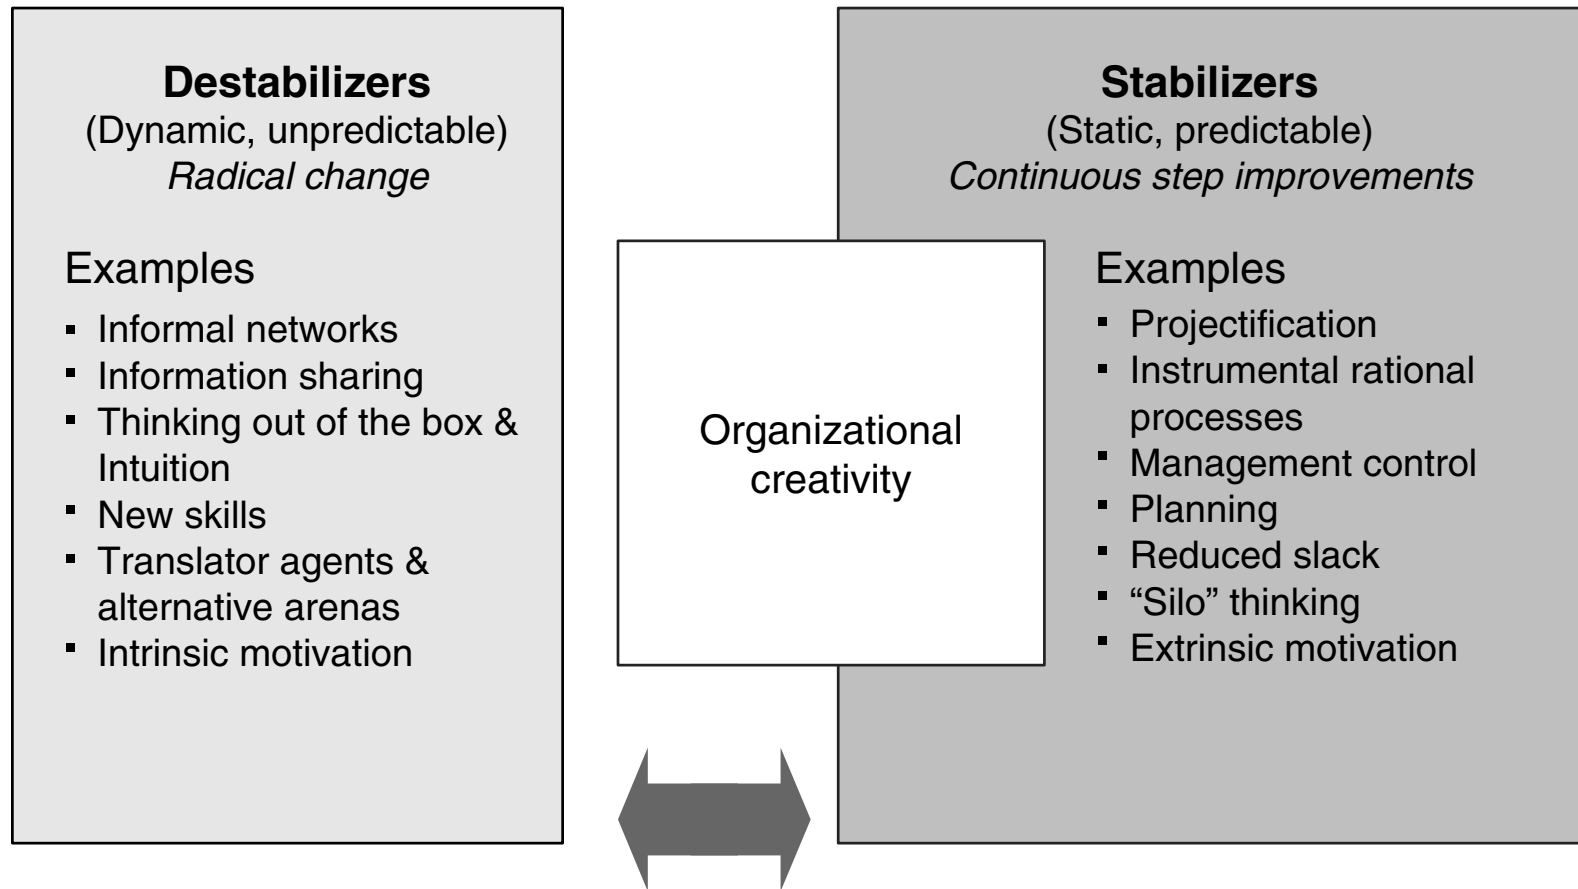 Destabilizers
(Dynamic, unpredictable)
Radical change
Examples
▪ Informal networks
▪ Information sharing
▪ Thinking out of the box &
Intuition
▪ New skills
▪ Translator agents &
alternative arenas
▪ Intrinsic motivation
Organizational
creativity
Stabilizers
(Static, predictable)
Continuous step improvements
Examples
▪ Projectification
▪ Instrumental rational
processes
▪ Management control
▪ Planning
▪ Reduced slack
▪ “Silo” thinking
▪ Extrinsic motivation